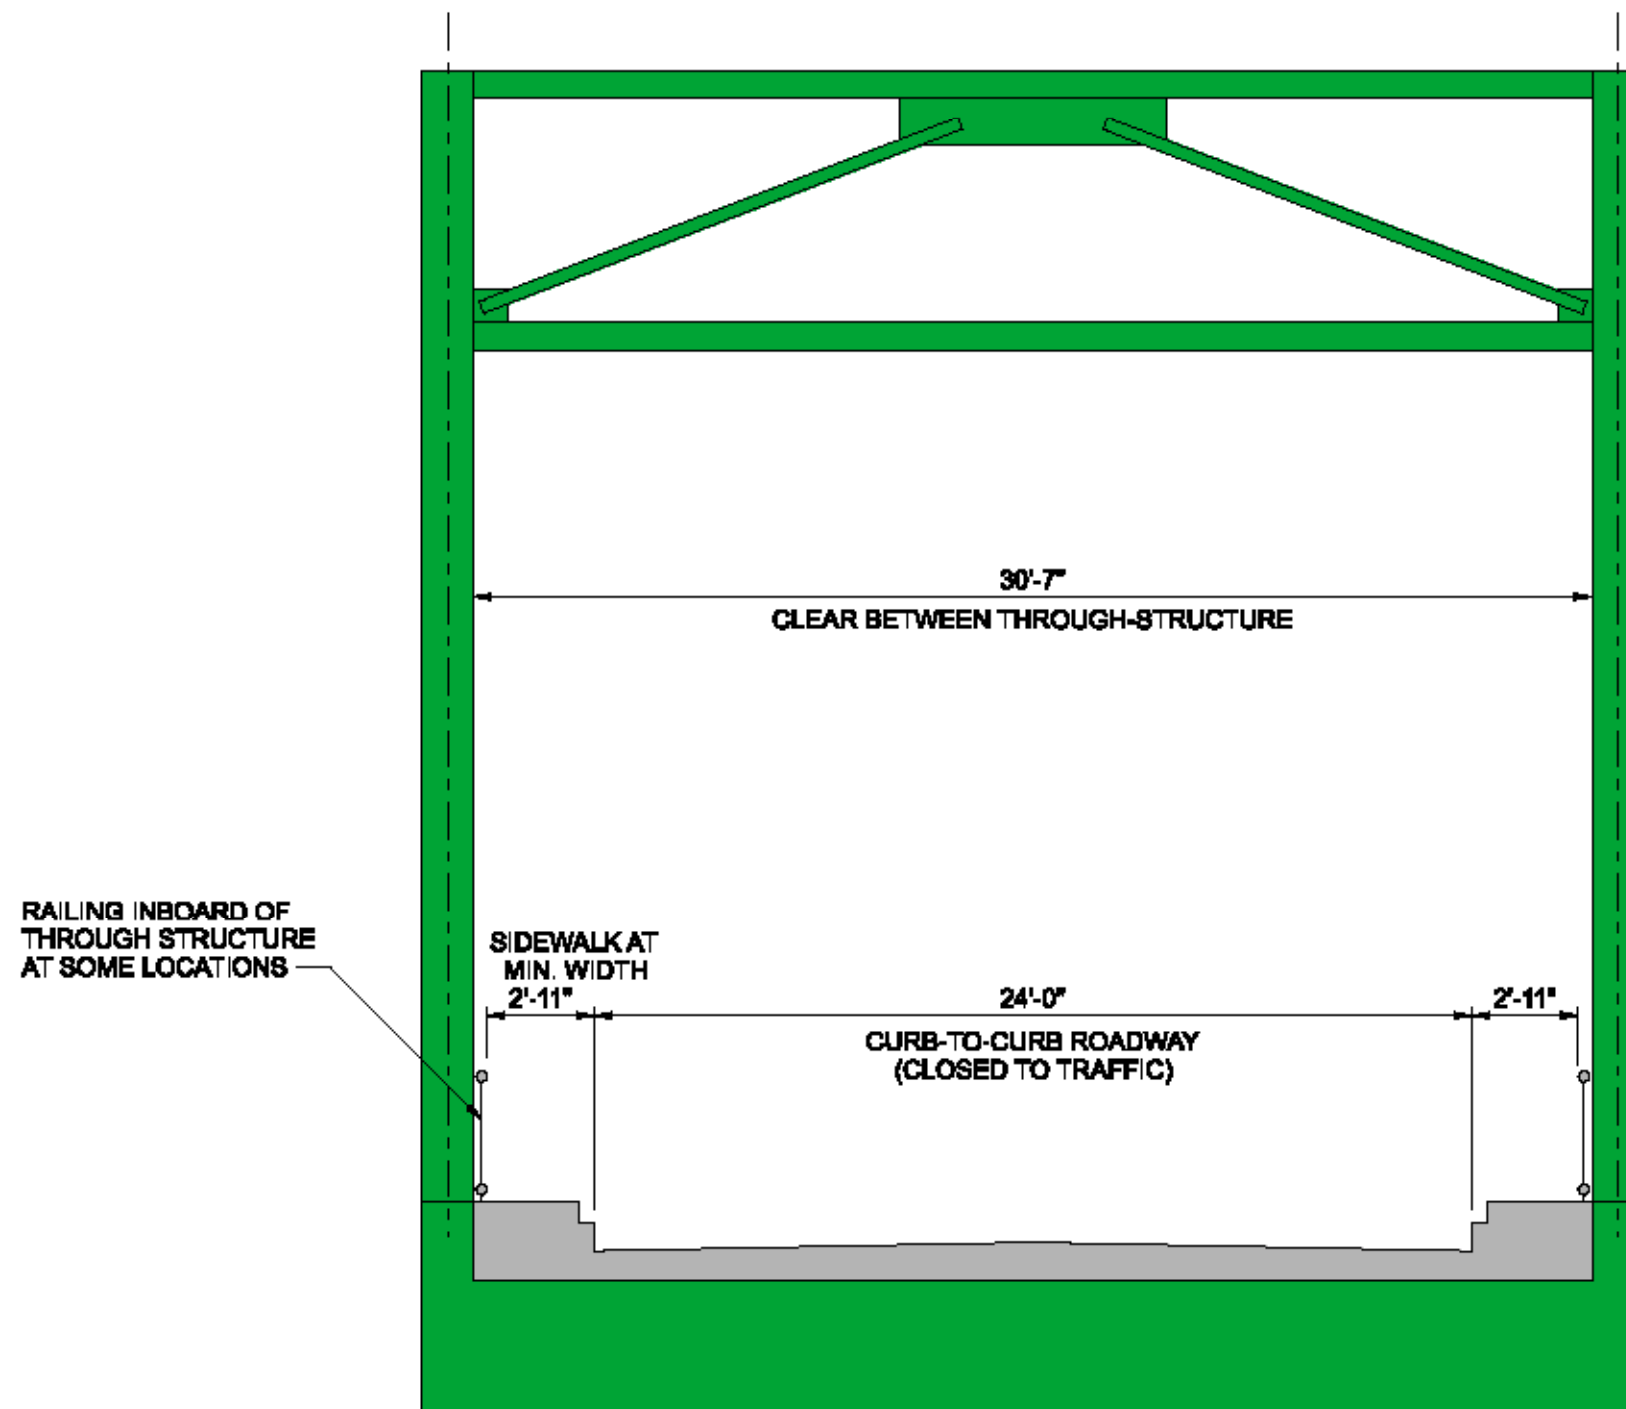 30'-7"
CLEAR BETWEEN THROUGH-STRUCTURE
RAILING INBOARD OF
THROUGH STRUCTURE
AT SOME LOCATIONS
SIDEWALK AT
MIN. WIDTH
2'-11"
24'-0"
2'-11"
CURB-TO-CURB ROADWAY
(CLOSED TO TRAFFIC)